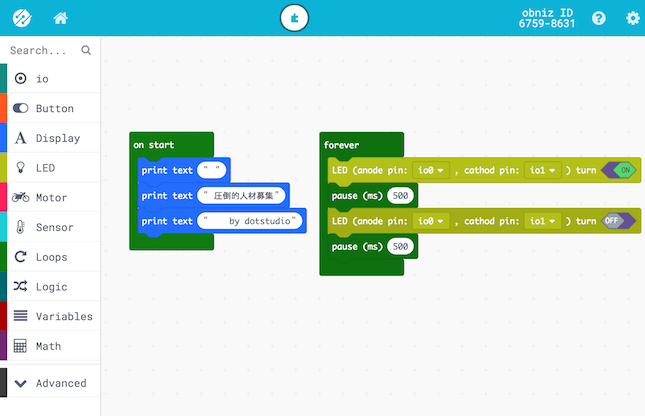 obniz ID
6759-8631
Search...
io
Button
Display
LED
Motor
Sensor
Loops
Logic
Variables
Math
Advanced
on start
print text " "
print text " 圧倒的人材募集"
print text "    by dotstudio"
forever
LED (anode pin: io0 , cathod pin: io1 ) turn ON
pause (ms) 500
LED (anode pin: io0 , cathod pin: io1 ) turn OFF
pause (ms) 500